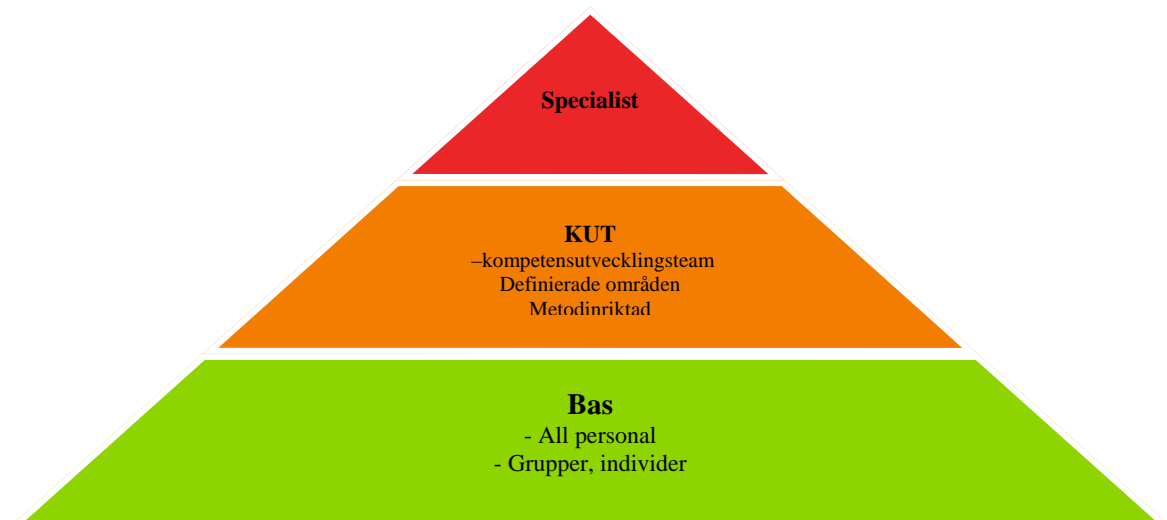 Specialist
KUT
–kompetensutvecklingsteam
Definierade områden
Metodinriktad
Bas
- All personal
- Grupper, individer